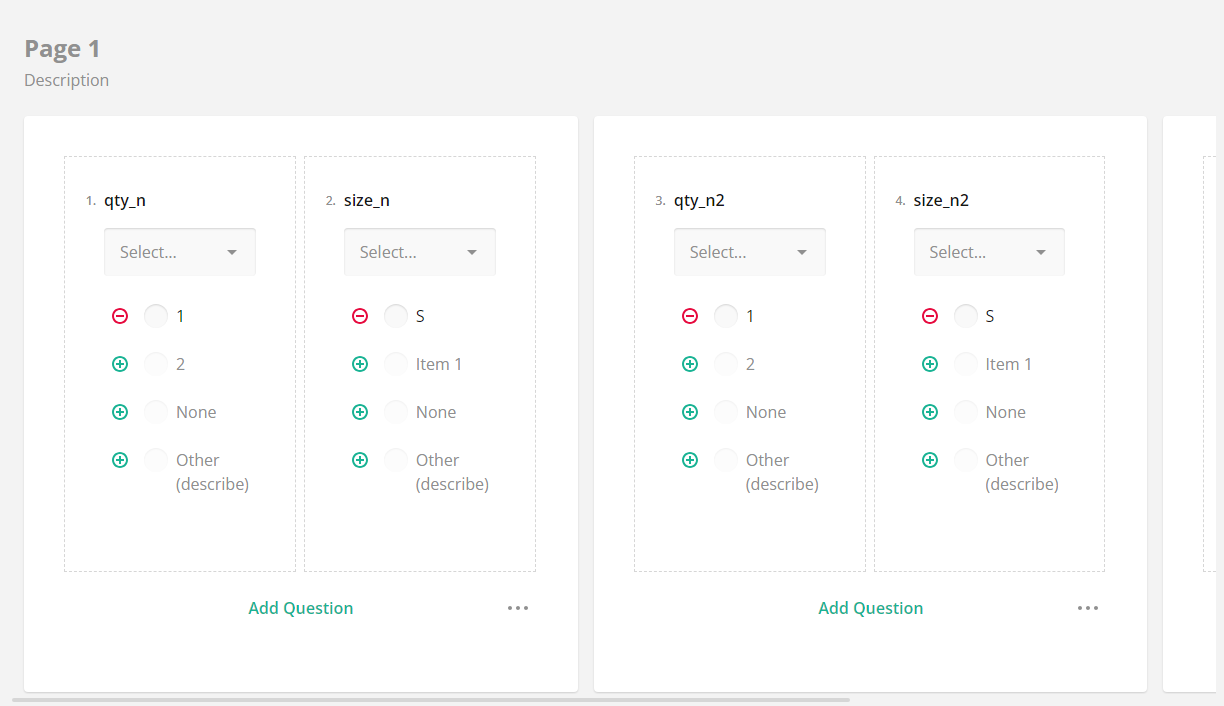 Page 1
Description
1. qty_n
Select...
1
2
None
Other
(describe)
2. size_n
Select...
S
Item 1
None
Other
(describe)
Add Question
3. qty_n2
Select...
1
2
None
Other
(describe)
4. size_n2
Select...
S
Item 1
None
Other
(describe)
Add Question